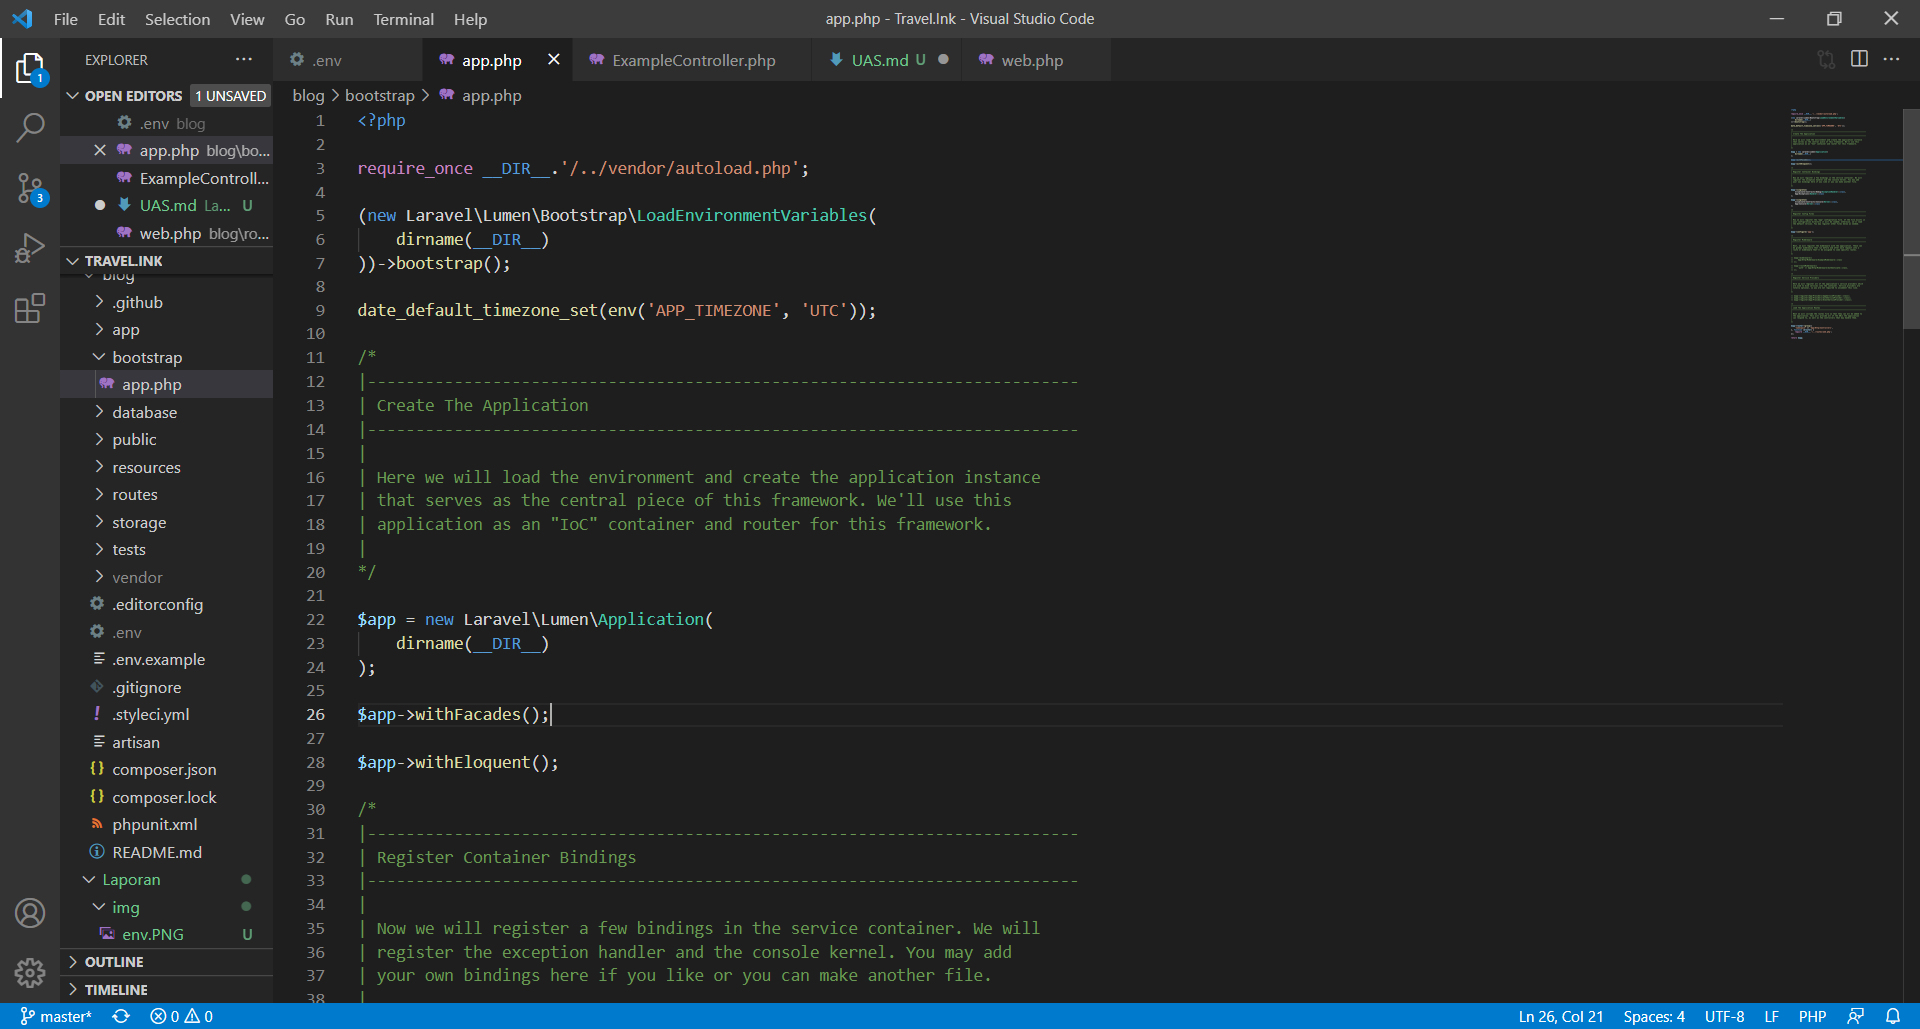 File Edit Selection View Go Run Terminal Help
app.php - Travel.Ink - Visual Studio Code
1
3
EXPLORER
.env
app.php
ExampleController.php
UAS.md U
web.php
OPEN EDITORS 1 UNSAVED
.env blog
app.php blog\bo...
ExampleControll...
UAS.md La... U
web.php blog\ro...
TRAVEL.INK
blog
.github
app
bootstrap
app.php
database
public
resources
routes
storage
tests
vendor
.editorconfig
.env
.env.example
.gitignore
.styleci.yml
artisan
composer.json
composer.lock
phpunit.xml
README.md
Laporan
img
env.PNG U
OUTLINE
TIMELINE
blog > bootstrap > app.php
1 <?php
2
3 require_once __DIR__.'/../vendor/autoload.php';
4
5 (new Laravel\Lumen\Bootstrap\LoadEnvironmentVariables(
6     dirname(__DIR__)
7 ))->bootstrap();
8
9 date_default_timezone_set(env('APP_TIMEZONE', 'UTC'));
10
11 /*
12 |--------------------------------------------------------------------------
13 | Create The Application
14 |--------------------------------------------------------------------------
15 |
16 | Here we will load the environment and create the application instance
17 | that serves as the central piece of this framework. We'll use this
18 | application as an "IoC" container and router for this framework.
19 |
20 */
21
22 $app = new Laravel\Lumen\Application(
23     dirname(__DIR__)
24 );
25
26 $app->withFacades();
27
28 $app->withEloquent();
29
30 /*
31 |--------------------------------------------------------------------------
32 | Register Container Bindings
33 |--------------------------------------------------------------------------
34 |
35 | Now we will register a few bindings in the service container. We will
36 | register the exception handler and the console kernel. You may add
37 | your own bindings here if you like or you can make another file.
38 |
master* 0 0
Ln 26, Col 21 Spaces: 4 UTF-8 LF PHP